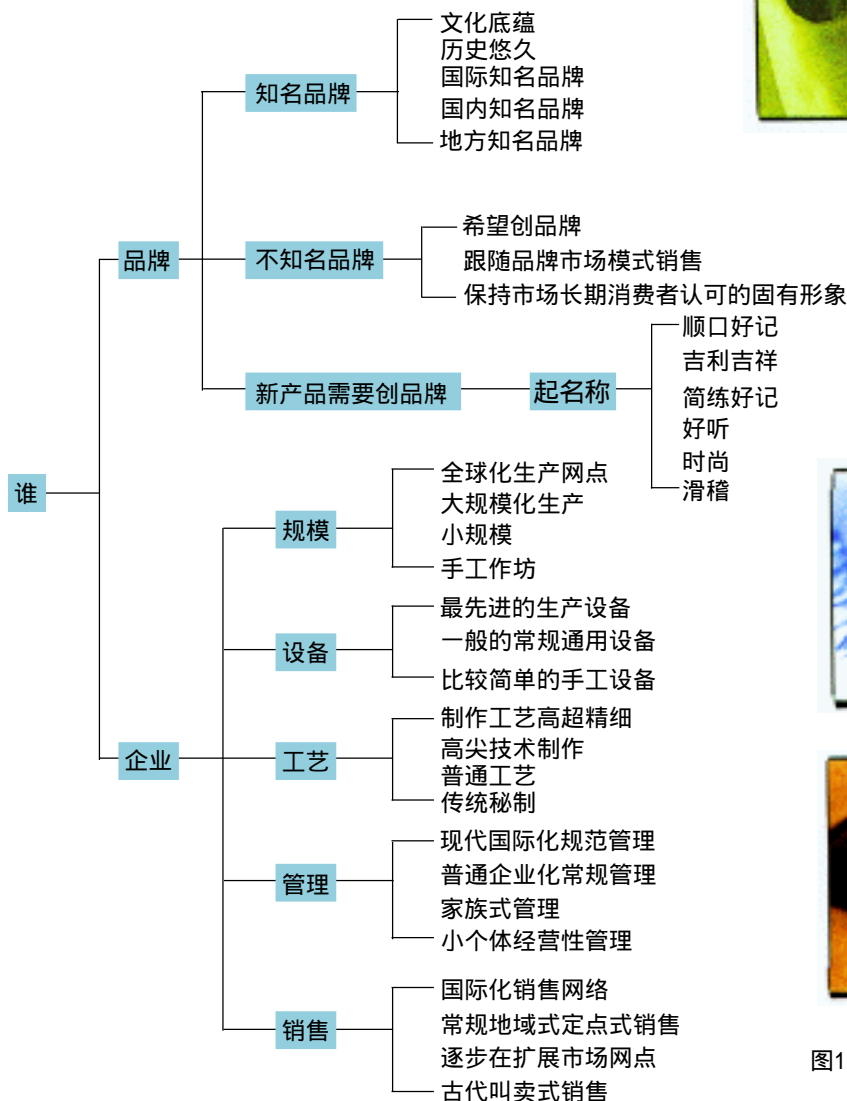 文化底蕴
历史悠久
国际知名品牌
知名品牌
国内知名品牌
地方知名品牌
希望创品牌
品牌
不知名品牌
跟随品牌市场模式销售
保持市场长期消费者认可的固有形象
顺口好记
吉利吉祥
新产品需要创品牌
起名称
简练好记
好听
时尚
滑稽
谁
全球化生产网点
大规模化生产
规模
小规模
手工作坊
最先进的生产设备
一般的常规通用设备
设备
比较简单的手工设备
制作工艺高超精细
高尖技术制作
企业
工艺
普通工艺
传统秘制
现代国际化规范管理
普通企业化常规管理
管理
家族式管理
小个体经营性管理
国际化销售网络
常规地域式定点式销售
销售
逐步在扩展市场网点
古代叫卖式销售
图1